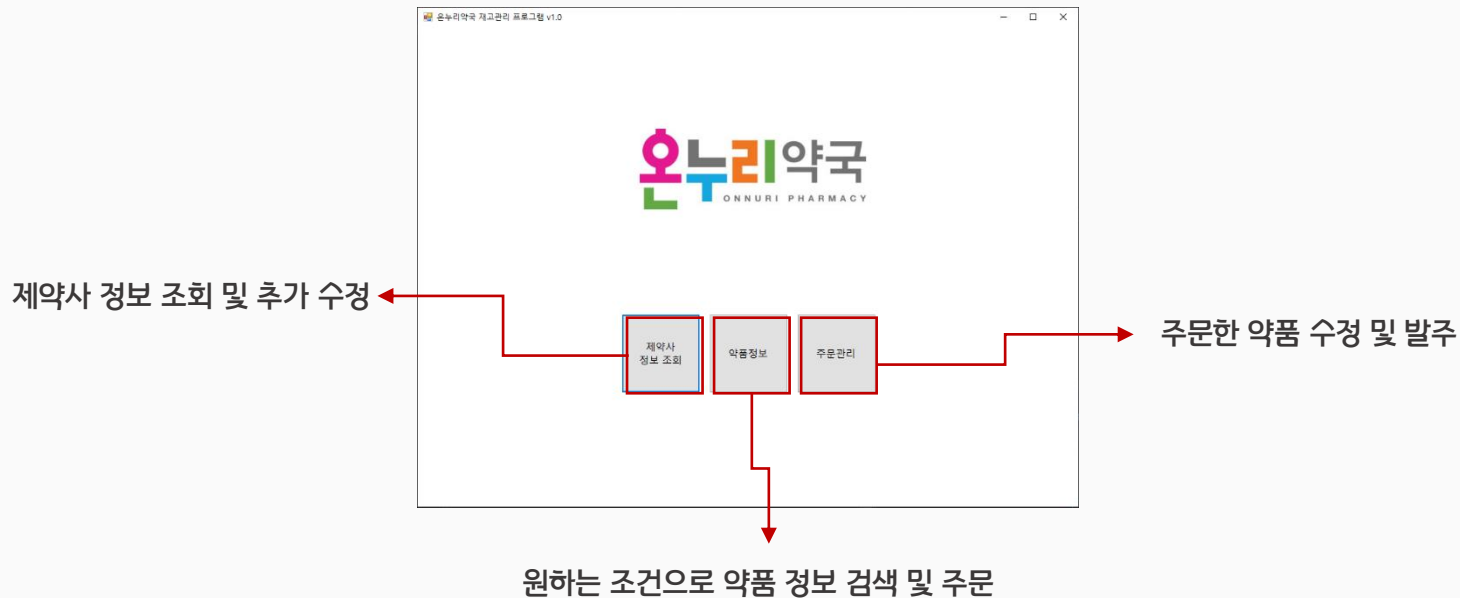 온누리약국 재고관리 프로그램 v1.0
온누리약국
ONNURI PHARMACY
제약사 정보 조회 및 추가 수정
제약사
정보 조회
약품정보
주문관리
주문한 약품 수정 및 발주
원하는 조건으로 약품 정보 검색 및 주문